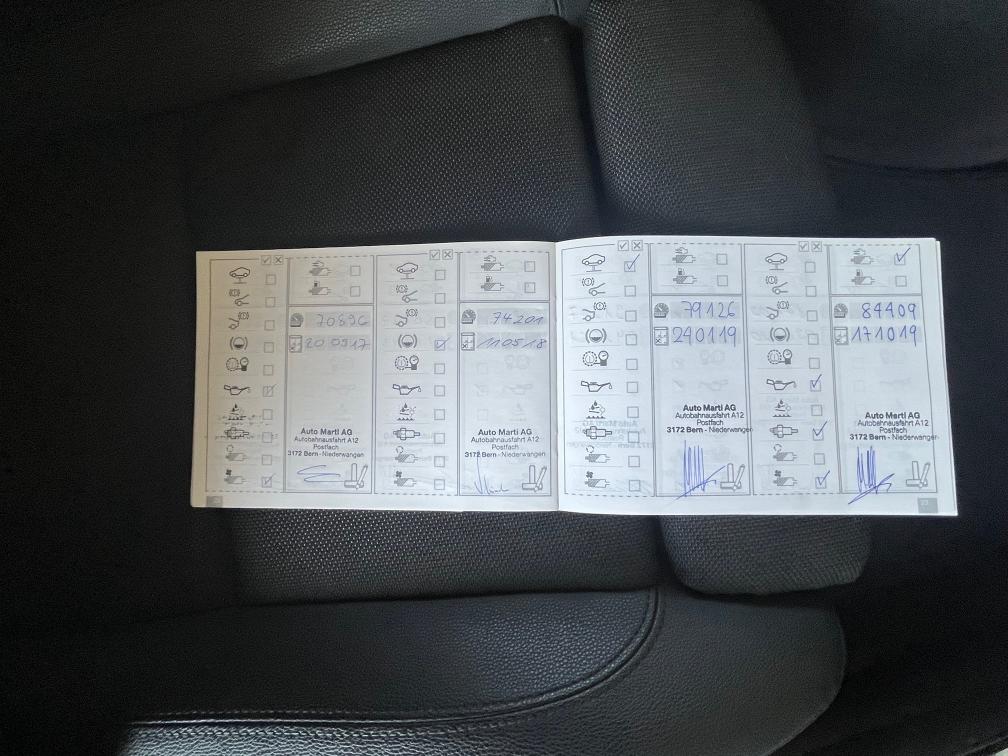 70896
200917
Auto Marti AG
Autobahnausfahrt A12
Postfach
3172 Bern - Niederwangen
74201
110518
Auto Marti AG
Autobahnausfahrt A12
Postfach
3172 Bern - Niederwangen
79126
240119
Auto Marti AG
Autobahnausfahrt A12
Postfach
3172 Bern - Niederwangen
84409
171019
Auto Marti AG
Autobahnausfahrt A12
Postfach
3172 Bern - Niederwangen